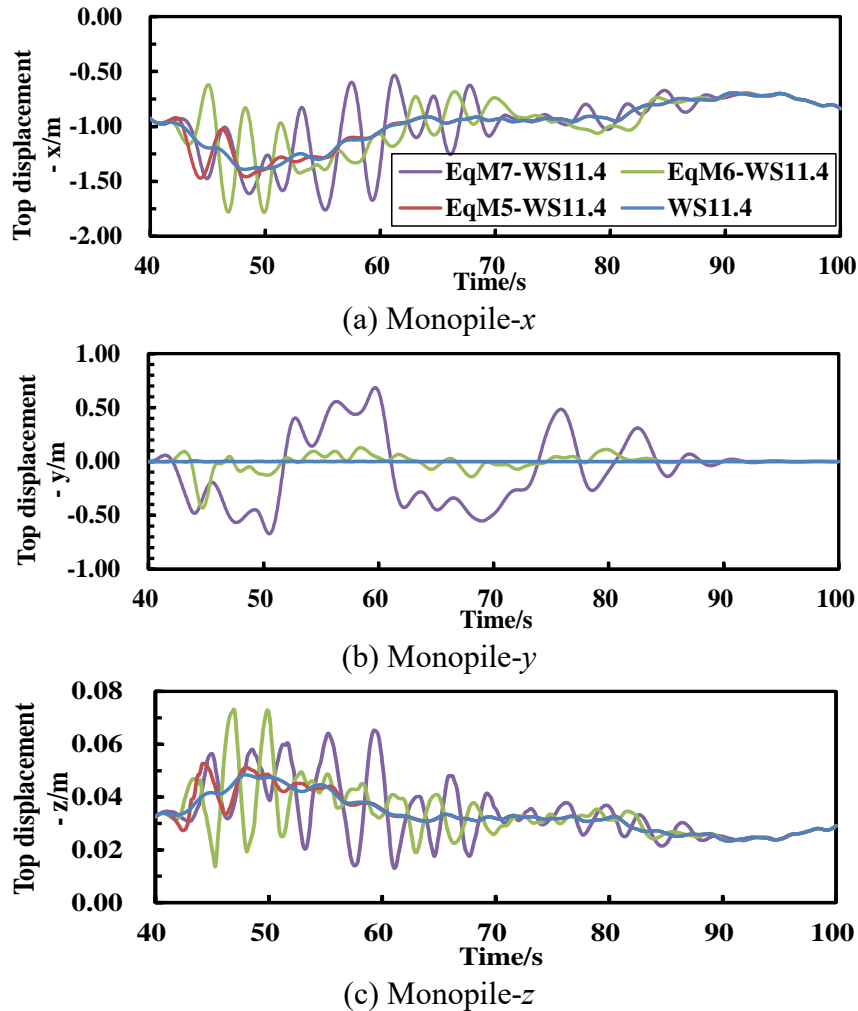 0.00
-0.50
-1.00
-1.50
-2.00
Top displacement
- x/m
EqM7-WS11.4 EqM6-WS11.4
EqM5-WS11.4 WS11.4
40 50 60 70 80 90 100
Time/s
(a) Monopile-x
1.00
0.50
0.00
-0.50
-1.00
Top displacement
- y/m
40 50 60 70 80 90 100
Time/s
(b) Monopile-y
0.08
0.06
0.04
0.02
0.00
Top displacement
- z/m
40 50 60 70 80 90 100
Time/s
(c) Monopile-z